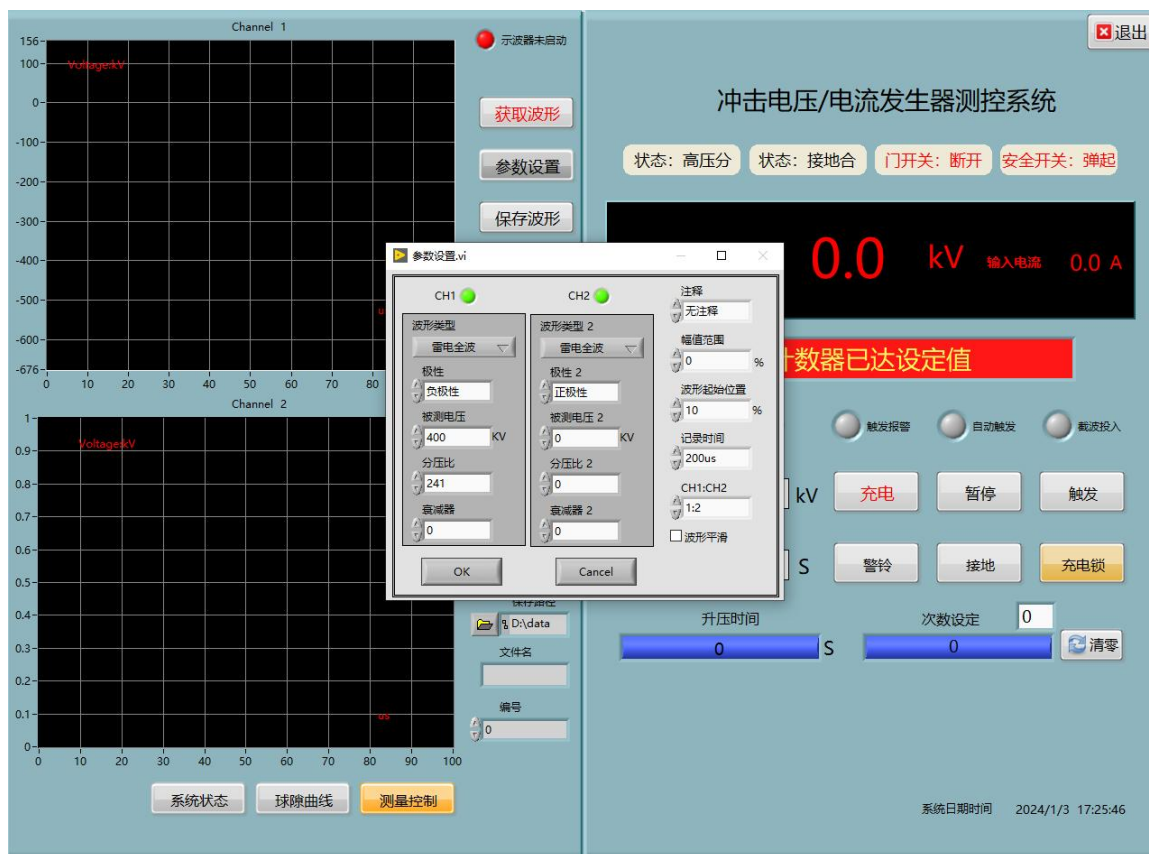 Channel 1
156
100
0
-100
-200
-300
-400
-500
-600
-676
Voltage:kV
0 10 20 30 40 50 60 70 80
Channel 2
1
0.9
0.8
0.7
0.6
0.5
0.4
0.3
0.2
0.1
0
Voltage:kV
us
0 10 20 30 40 50 60 70 80 90 100
系统状态 球隙曲线 测量控制
示波器未启动
获取波形
参数设置
保存波形
D:\data
文件名
编号
0
参数设置.vi
CH1
波形类型
雷电全波
极性
负极性
被测电压
400 KV
分压比
241
衰减器
0
OK
CH2
波形类型 2
雷电全波
极性 2
正极性
被测电压 2
0 KV
分压比 2
0
衰减器 2
0
Cancel
注释
无注释
幅值范围
0 %
波形起始位置
10 %
记录时间
200us
CH1:CH2
1:2
波形平滑
退出
冲击电压/电流发生器测控系统
状态：高压分 状态：接地合 门开关：断开 安全开关：弹起
0.0 kV 输入电流 0.0 A
数器已达设定值
触发报警 自动触发 截波投入
kV 充电 暂停 触发
S 警铃 接地 充电锁
升压时间 次数设定 0
0 S 0 清零
系统日期时间 2024/1/3 17:25:46